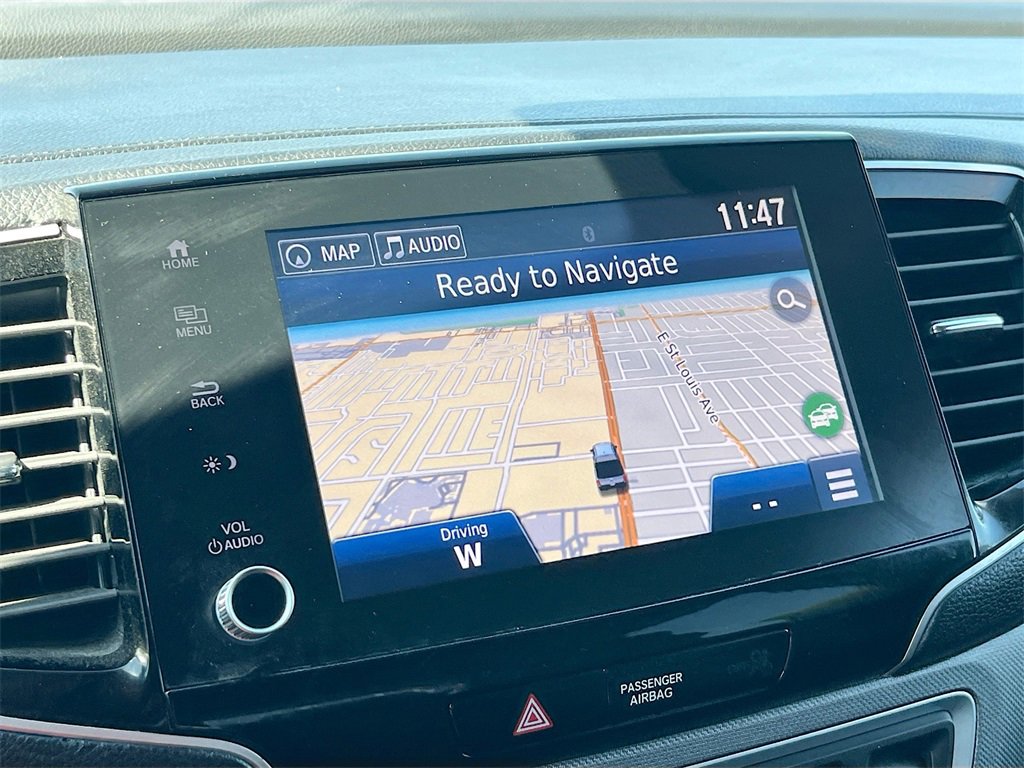 MAP
AUDIO
11:47
Ready to Navigate
HOME
MENU
BACK
VOL
AUDIO
E St Louis Ave
Driving
W
--
PASSENGER
AIRBAG